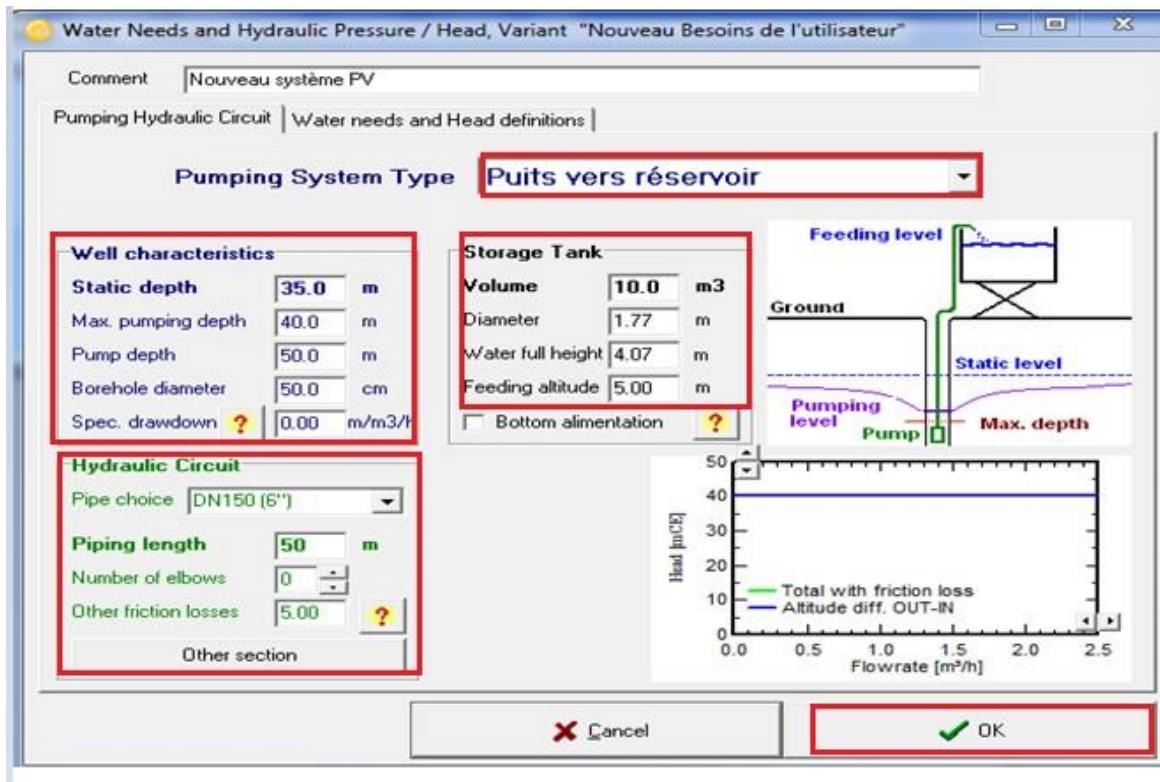 Water Needs and Hydraulic Pressure / Head, Variant "Nouveau Besoins de l'utilisateur"
Comment Nouveau système PV
Pumping Hydraulic Circuit Water needs and Head definitions
Pumping System Type Puits vers réservoir
Well characteristics
Static depth 35.0 m
Max. pumping depth 40.0 m
Pump depth 50.0 m
Borehole diameter 50.0 cm
Spec. drawdown ? 0.00 m/m3/h
Storage Tank
Volume 10.0 m3
Diameter 1.77 m
Water full height 4.07 m
Feeding altitude 5.00 m
Bottom alimentation ?
Feeding level
Ground
Static level
Pumping
level
Pump
Max. depth
Hydraulic Circuit
Pipe choice DN150 (6")
Piping length 50 m
Number of elbows 0
Other friction losses 5.00 ?
Other section
Head [mCE]
50
40
30
20
10
0
Total with friction loss
Altitude diff. OUT-IN
0.0 0.5 1.0 1.5 2.0 2.5
Flowrate [m³/h]
Cancel OK